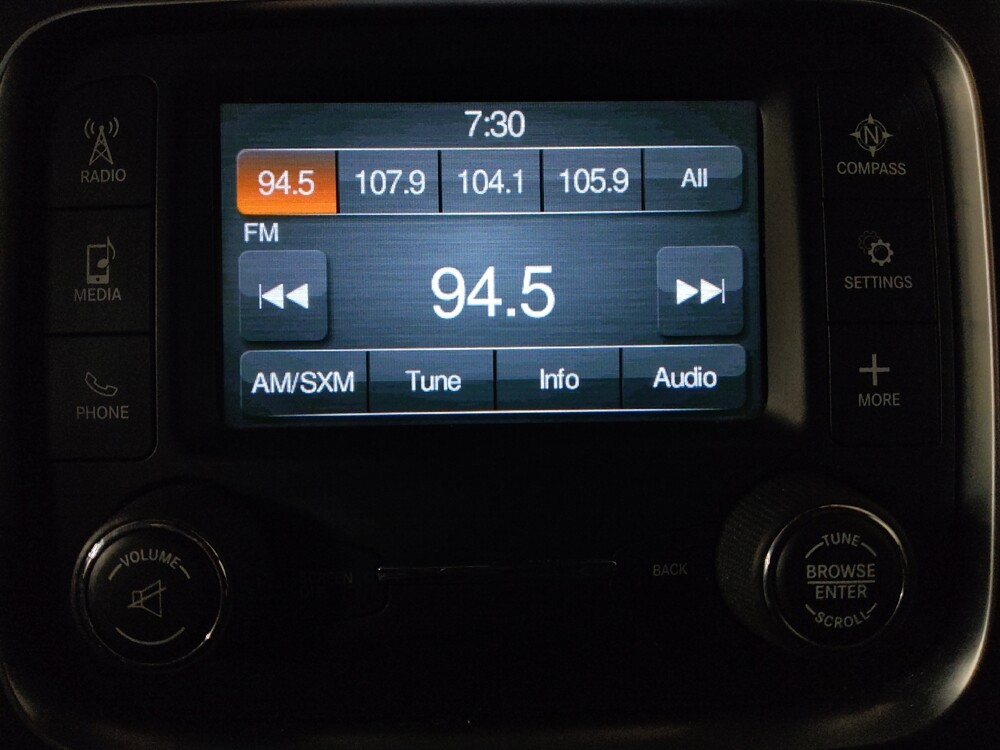 7:30
94.5 107.9 104.1 105.9 All
FM
94.5
AM/SXM Tune Info Audio
RADIO
MEDIA
PHONE
N
COMPASS
SETTINGS
MORE
VOLUME
BACK
TUNE
BROWSE
ENTER
SCROLL